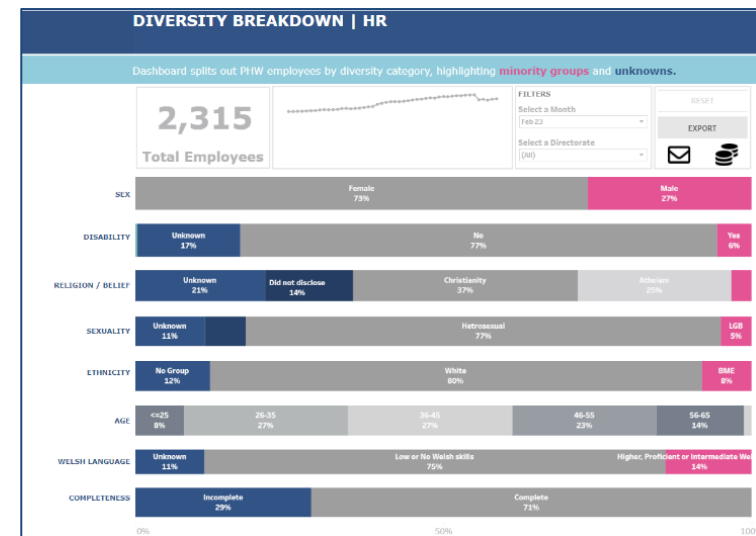 DIVERSITY BREAKDOWN | HR
Dashboard splits out PHW employees by diversity category, highlighting minority groups and unknowns.
2,315
Total Employees
FILTERS
Select a Month
Feb 23
Select a Directorate
(All)
RESET
EXPORT
SEX
Female
73%
Male
27%
DISABILITY
Unknown
17%
No
77%
Yes
6%
RELIGION / BELIEF
Unknown
21%
Did not disclose
14%
Christianity
37%
Atheism
25%
SEXUALITY
Unknown
11%
Hetrosexual
77%
LGB
5%
ETHNICITY
No Group
12%
White
80%
BME
8%
AGE
<=25
8%
26-35
27%
36-45
27%
46-55
23%
56-65
14%
WELSH LANGUAGE
Unknown
11%
Low or No Welsh skills
75%
Higher, Proficient or Intermediate Wel
14%
COMPLETENESS
Incomplete
29%
Complete
71%
0%
50%
100